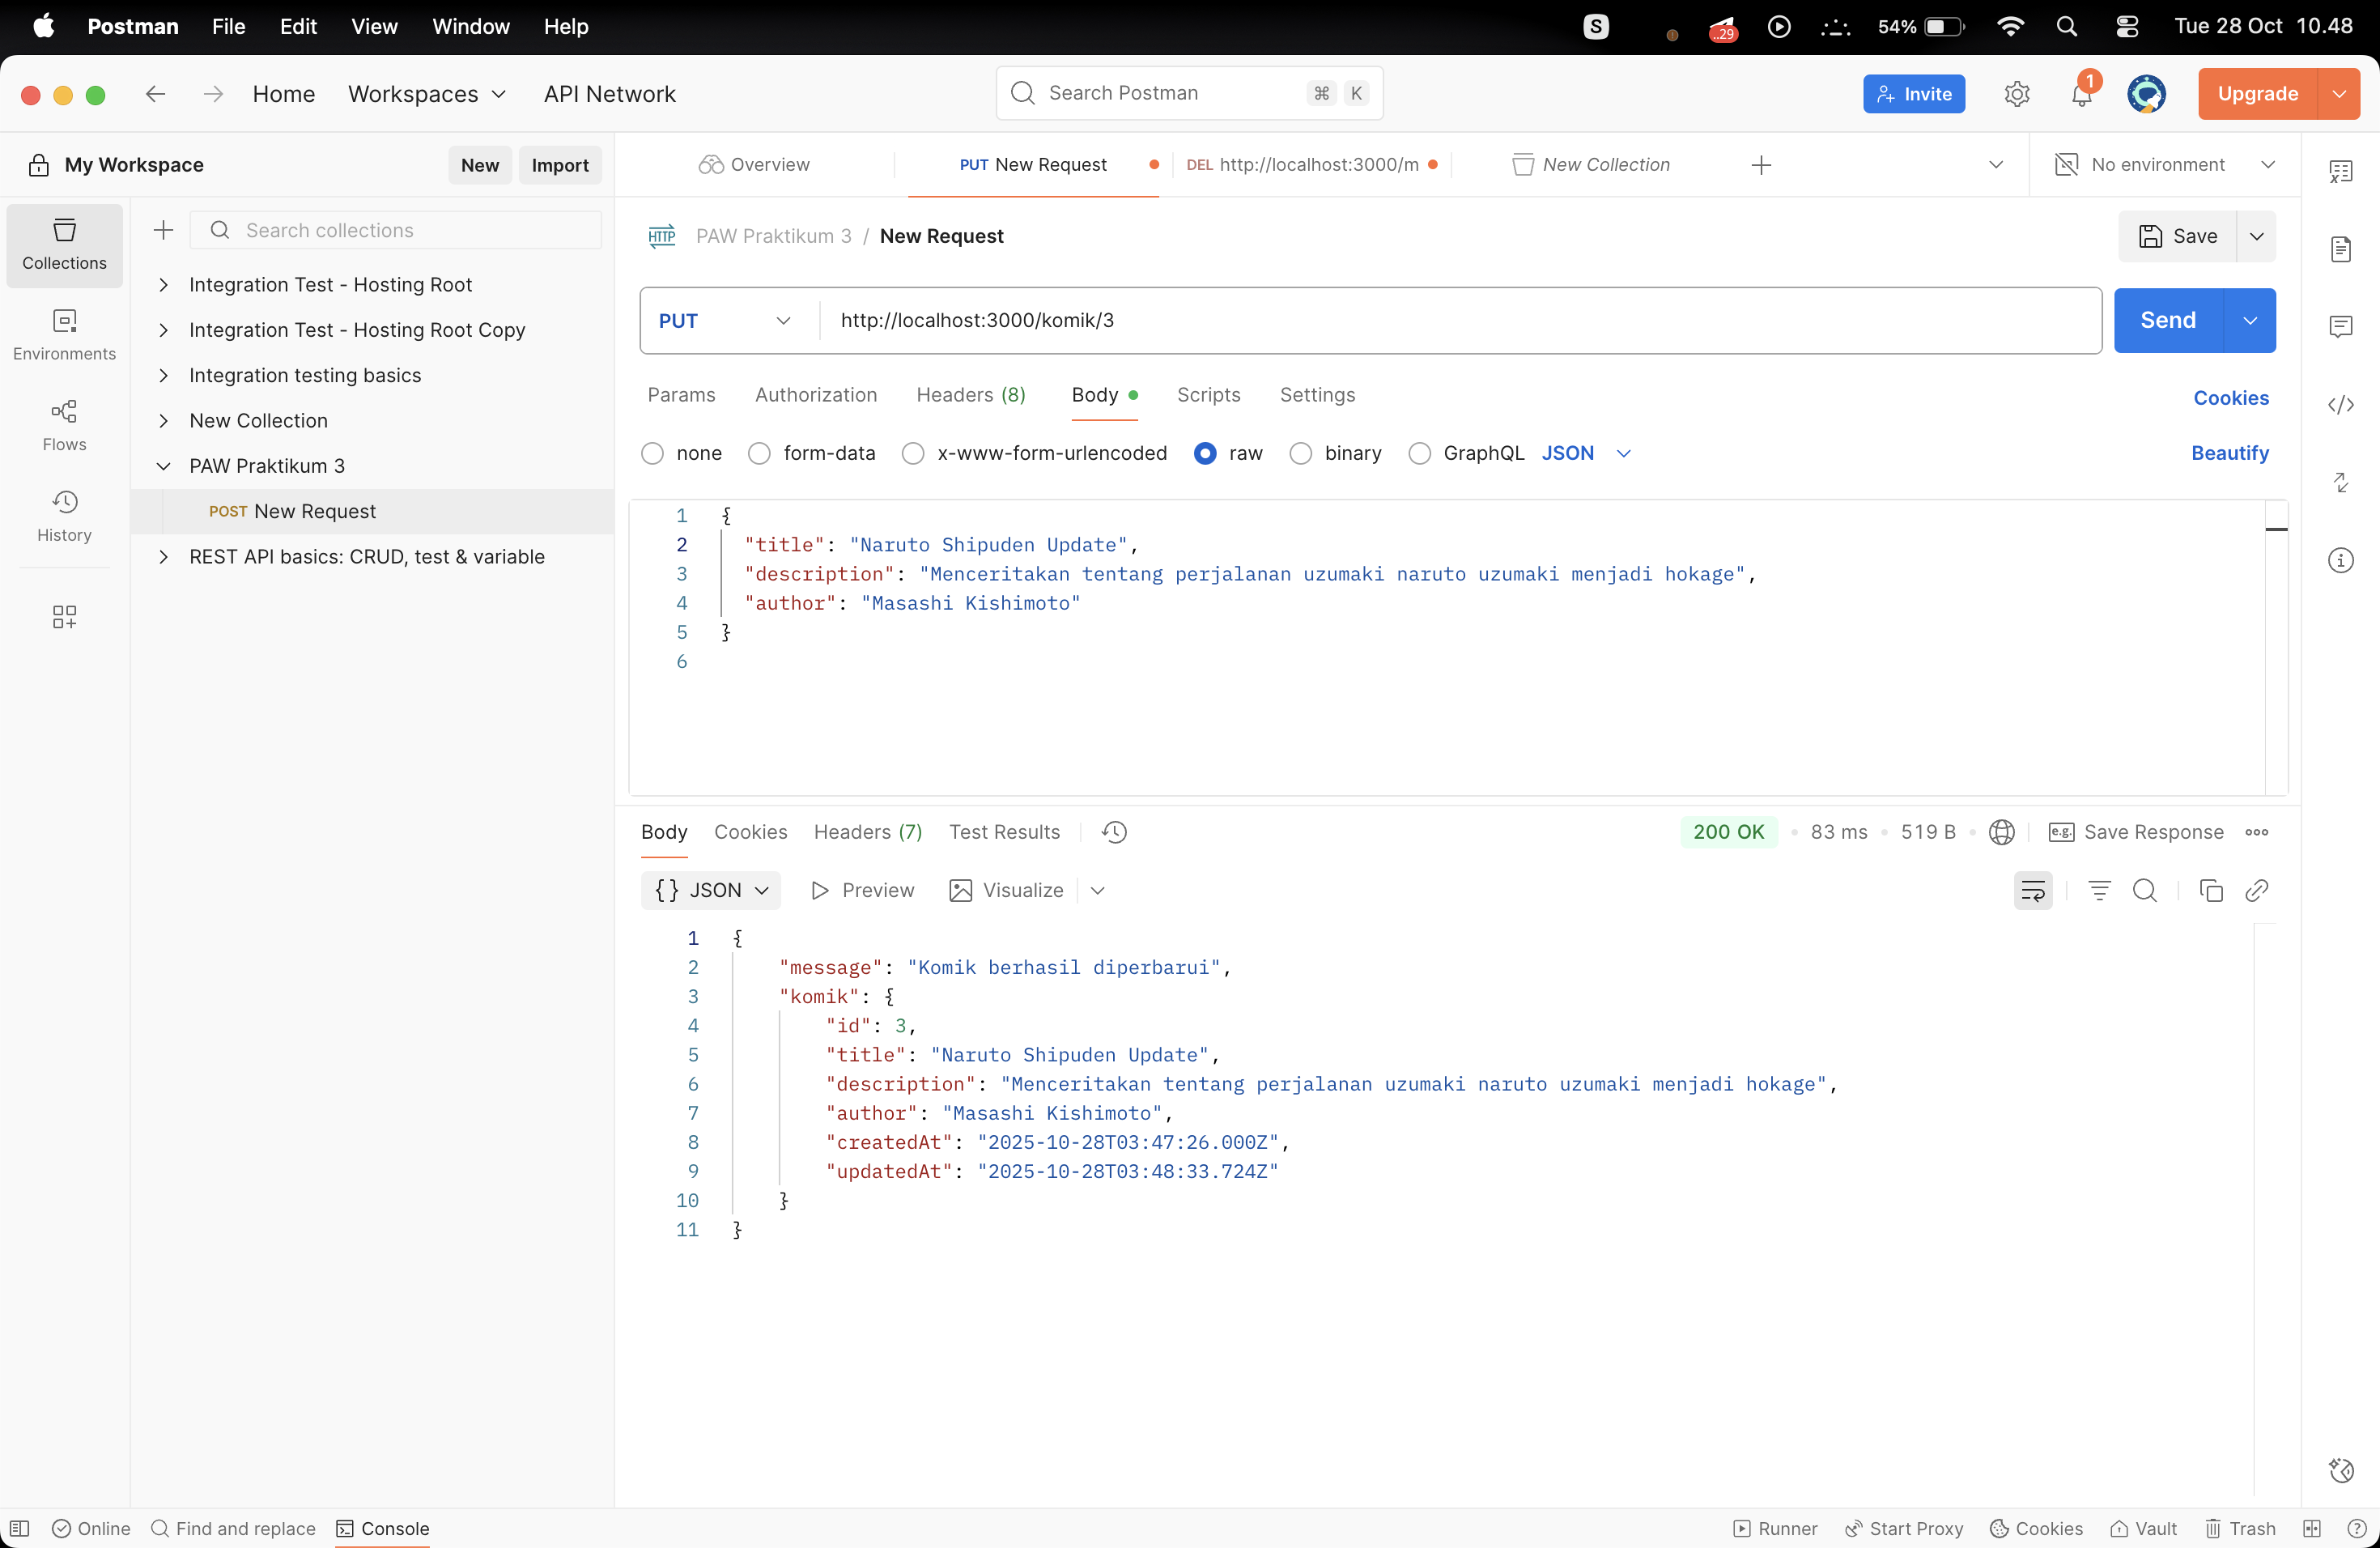 Postman File Edit View Window Help S ..29 54% Tue 28 Oct 10.48
Home Workspaces API Network Search Postman ⌘ K Invite 1 Upgrade
My Workspace New Import Overview PUT New Request DEL http://localhost:3000/m New Collection No environment
Search collections
Collections
Environments
Flows
History
Integration Test - Hosting Root
Integration Test - Hosting Root Copy
Integration testing basics
New Collection
PAW Praktikum 3
POST New Request
REST API basics: CRUD, test & variable
HTTP PAW Praktikum 3 / New Request Save
PUT http://localhost:3000/komik/3 Send
Params Authorization Headers (8) Body Scripts Settings Cookies
none form-data x-www-form-urlencoded raw binary GraphQL JSON Beautify
1 {
2 "title": "Naruto Shipuden Update",
3 "description": "Menceritakan tentang perjalanan uzumaki naruto uzumaki menjadi hokage",
4 "author": "Masashi Kishimoto"
5 }
6
Body Cookies Headers (7) Test Results 200 OK 83 ms 519 B e.g. Save Response
{} JSON Preview Visualize
1 {
2 "message": "Komik berhasil diperbarui",
3 "komik": {
4 "id": 3,
5 "title": "Naruto Shipuden Update",
6 "description": "Menceritakan tentang perjalanan uzumaki naruto uzumaki menjadi hokage",
7 "author": "Masashi Kishimoto",
8 "createdAt": "2025-10-28T03:47:26.000Z",
9 "updatedAt": "2025-10-28T03:48:33.724Z"
10 }
11 }
Online Find and replace Console Runner Start Proxy Cookies Vault Trash